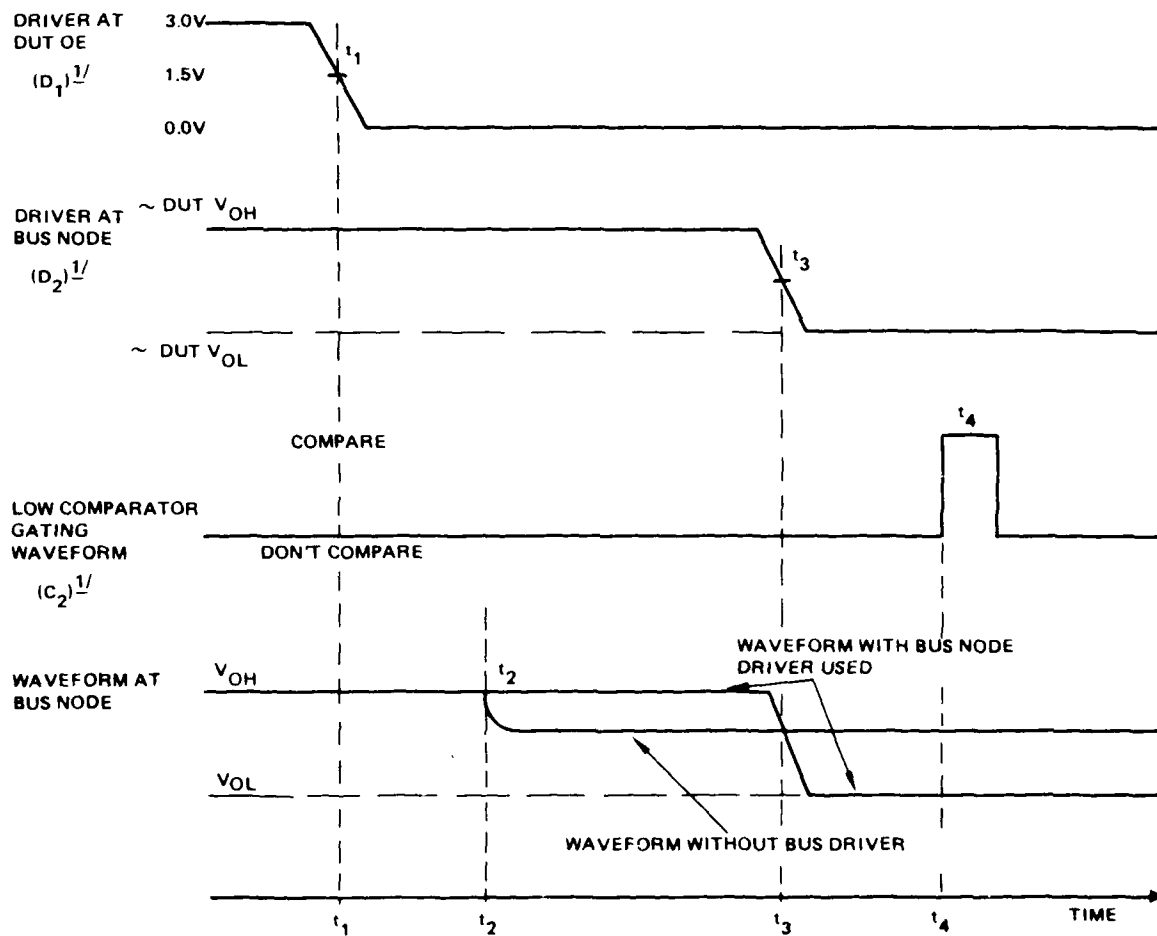 DRIVER AT
DUT OE
(D1) 1/
3.0V
1.5V
0.0V
t1
DRIVER AT
BUS NODE
(D2) 1/
~ DUT VOH
~ DUT VOL
t3
COMPARE
DON'T COMPARE
t4
LOW COMPARATOR
GATING
WAVEFORM
(C2) 1/
WAVEFORM AT
BUS NODE
VOH
VOL
t2
WAVEFORM WITH BUS NODE
DRIVER USED
WAVEFORM WITHOUT BUS DRIVER
t1
t2
t3
t4
TIME